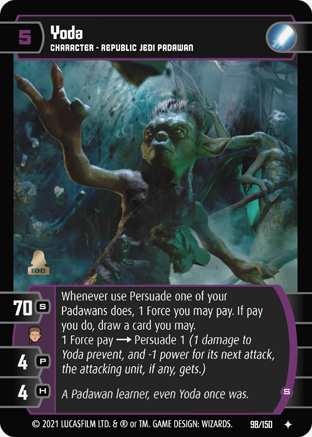 5
Yoda
CHARACTER • REPUBLIC JEDI PADAWAN
IDC
70 S
4 P
4 H
Whenever use Persuade one of your
Padawans does, 1 Force you may pay. If pay
you do, draw a card you may.
1 Force pay → Persuade 1 (1 damage to
Yoda prevent, and -1 power for its next attack,
the attacking unit, if any, gets.)
A Padawan learner, even Yoda once was.
S
© 2021 LUCASFILM LTD. & ® or TM. GAME DESIGN: WIZARDS. 98/150